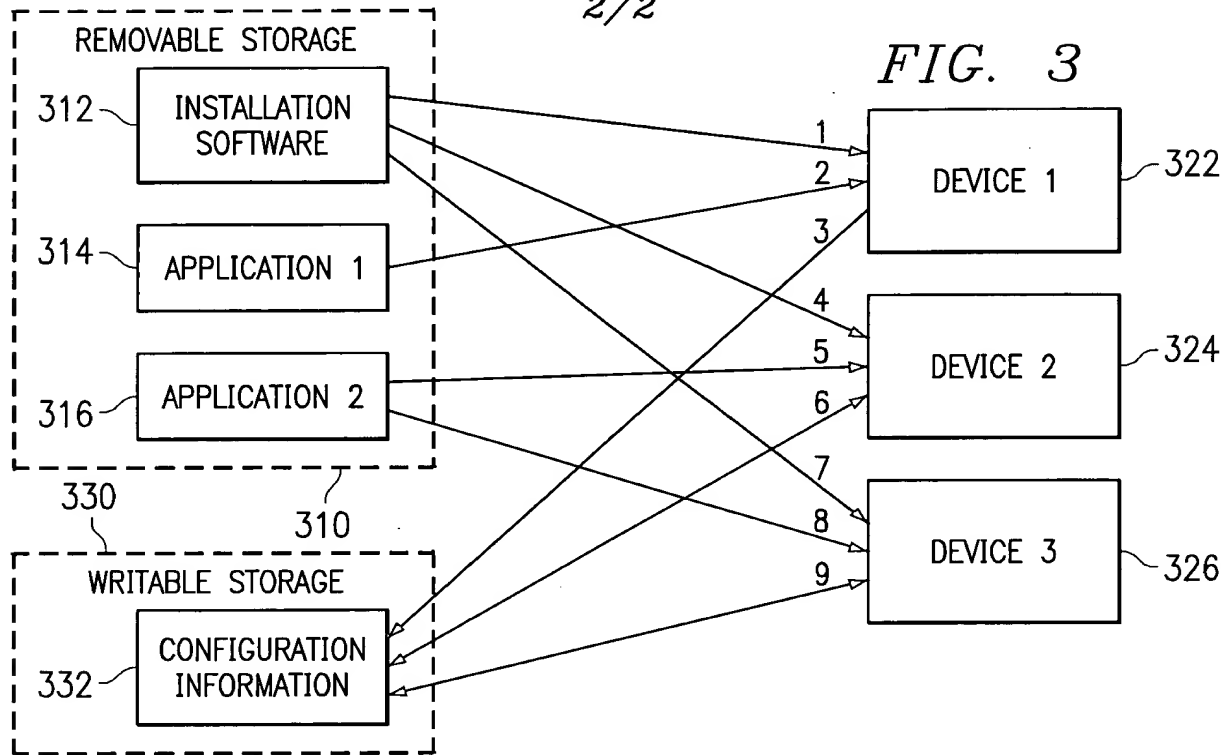 2/2
FIG. 3
REMOVABLE STORAGE
312
INSTALLATION
SOFTWARE
314
APPLICATION 1
316
APPLICATION 2
310
330
WRITABLE STORAGE
332
CONFIGURATION
INFORMATION
1
2
3
4
5
6
7
8
9
DEVICE 1
322
DEVICE 2
324
DEVICE 3
326